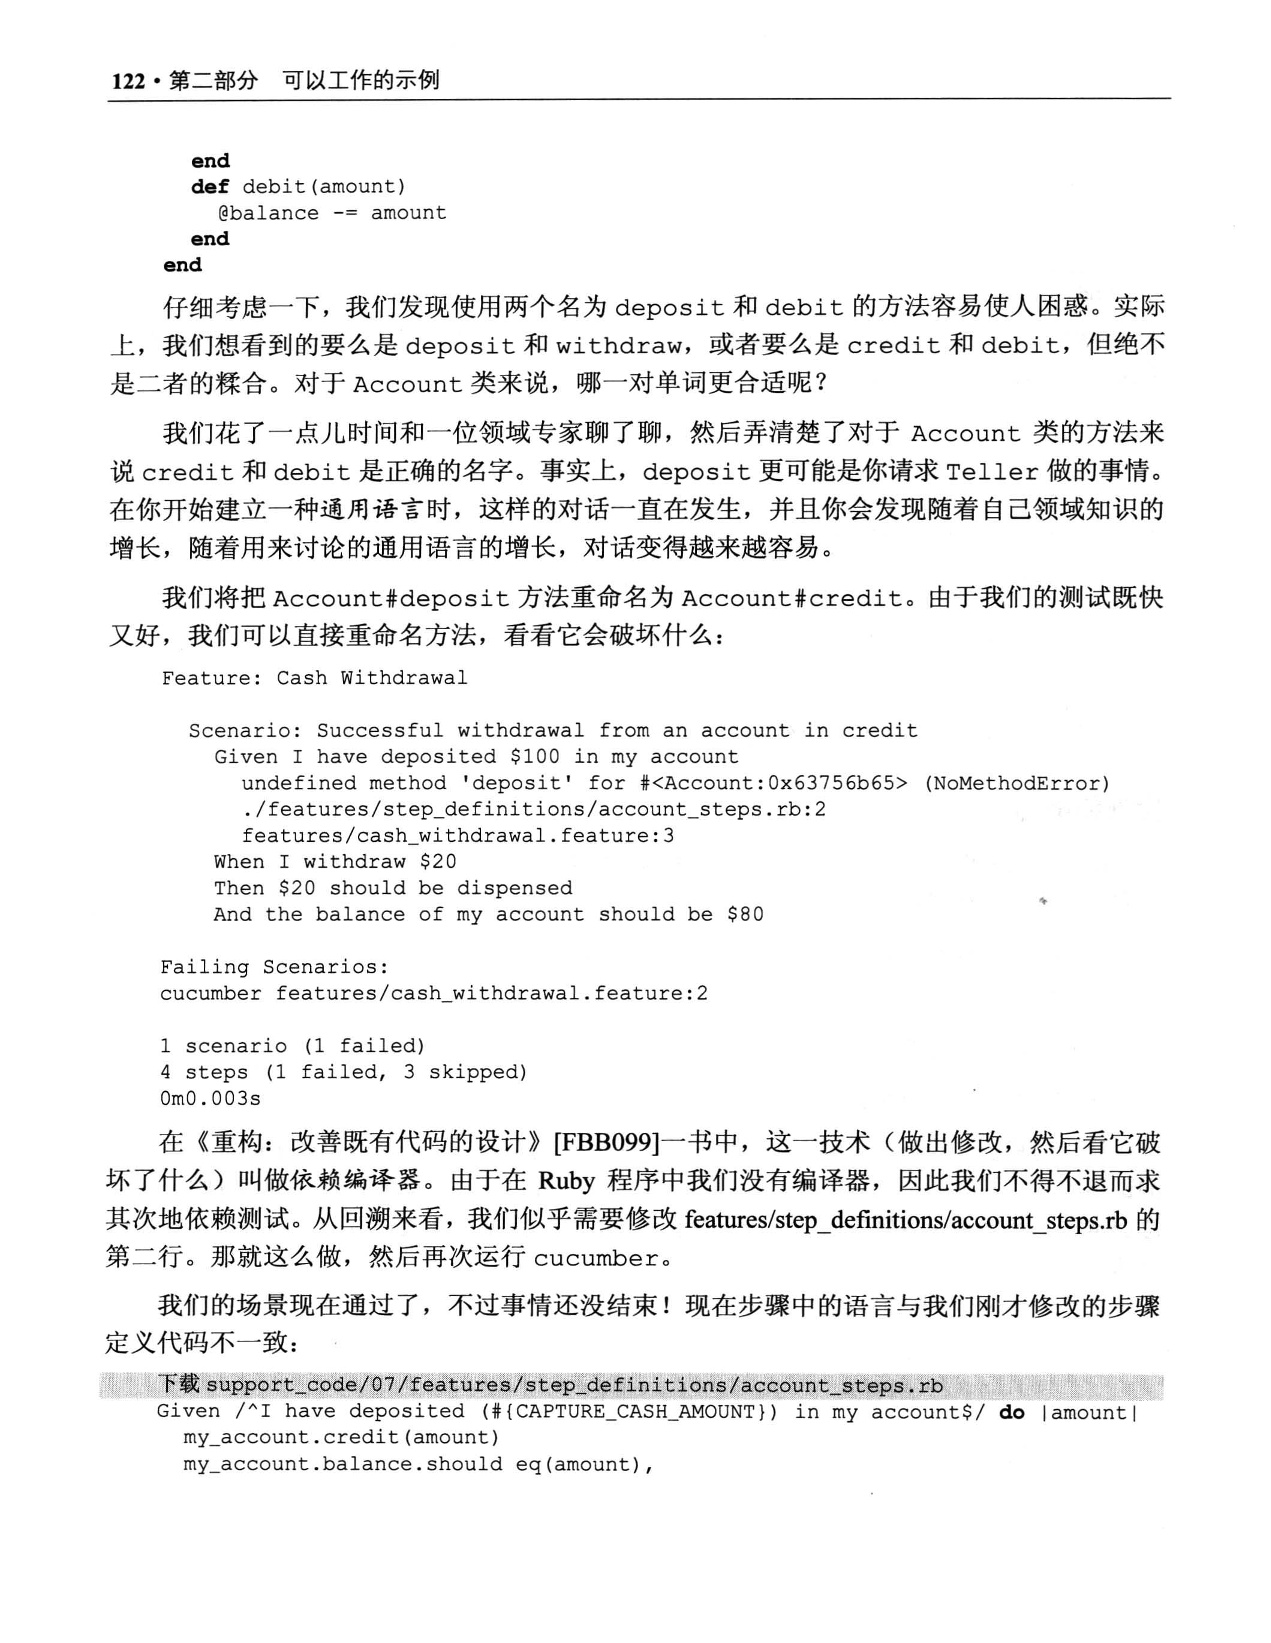 122 • 第二部分 可以工作的示例
end
def debit(amount)
@balance -= amount
end
end
仔细考虑一下，我们发现使用两个名为 deposit 和 debit 的方法容易使人困惑。实际
上，我们想看到的要么是 deposit 和 withdraw，或者要么是 credit 和 debit，但绝不
是二者的糅合。对于 Account 类来说，哪一对单词更合适呢？
我们花了一点儿时间和一位领域专家聊了聊，然后弄清楚了对于 Account 类的方法来
说 credit 和 debit 是正确的名字。事实上，deposit 更可能是你请求 Teller 做的事情。
在你开始建立一种通用语言时，这样的对话一直在发生，并且你会发现随着自己领域知识的
增长，随着用来讨论的通用语言的增长，对话变得越来越容易。
我们将把 Account#deposit 方法重命名为 Account#credit。由于我们的测试既快
又好，我们可以直接重命名方法，看看它会破坏什么：
Feature: Cash Withdrawal
Scenario: Successful withdrawal from an account in credit
Given I have deposited $100 in my account
undefined method 'deposit' for #<Account:0x63756b65> (NoMethodError)
./features/step_definitions/account_steps.rb:2
features/cash_withdrawal.feature:3
When I withdraw $20
Then $20 should be dispensed
And the balance of my account should be $80
Failing Scenarios:
cucumber features/cash_withdrawal.feature:2
1 scenario (1 failed)
4 steps (1 failed, 3 skipped)
0m0.003s
在《重构：改善既有代码的设计》[FBB099]一书中，这一技术（做出修改，然后看它破
坏了什么）叫做依赖编译器。由于在 Ruby 程序中我们没有编译器，因此我们不得不退而求
其次地依赖测试。从回溯来看，我们似乎需要修改 features/step_definitions/account_steps.rb 的
第二行。那就这么做，然后再次运行 cucumber。
我们的场景现在通过了，不过事情还没结束！现在步骤中的语言与我们刚才修改的步骤
定义代码不一致：
下载 support_code/07/features/step_definitions/account_steps.rb
Given /^I have deposited (#{CAPTURE_CASH_AMOUNT}) in my account$/ do |amount|
my_account.credit(amount)
my_account.balance.should eq(amount),